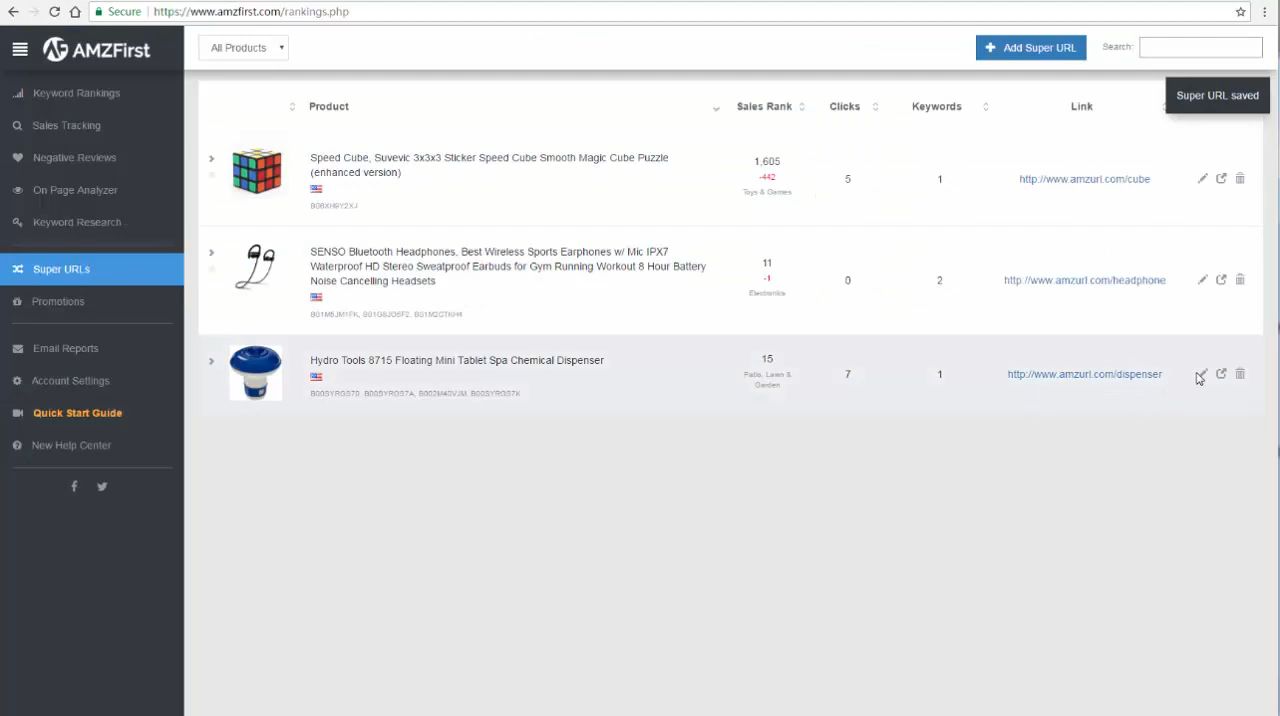 Secure
https://www.amzfirst.com/rankings.php
AMZFirst
Keyword Rankings
Sales Tracking
Negative Reviews
On Page Analyzer
Keyword Research
Super URLs
Promotions
Email Reports
Account Settings
Quick Start Guide
New Help Center
All Products
Add Super URL
Search:
Super URL saved
Product
Sales Rank
Clicks
Keywords
Link
Speed Cube, Suvevic 3x3x3 Sticker Speed Cube Smooth Magic Cube Puzzle
(enhanced version)
1,605
-442
Toys & Games
5
1
http://www.amzurl.com/cube
SENSO Bluetooth Headphones, Best Wireless Sports Earphones w/ Mic IPX7
Waterproof HD Stereo Sweatproof Earbuds for Gym Running Workout 8 Hour Battery
Noise Cancelling Headsets
11
-1
Electronics
0
2
http://www.amzurl.com/headphone
Hydro Tools 8715 Floating Mini Tablet Spa Chemical Dispenser
15
Patio, Lawn &
Garden
7
1
http://www.amzurl.com/dispenser